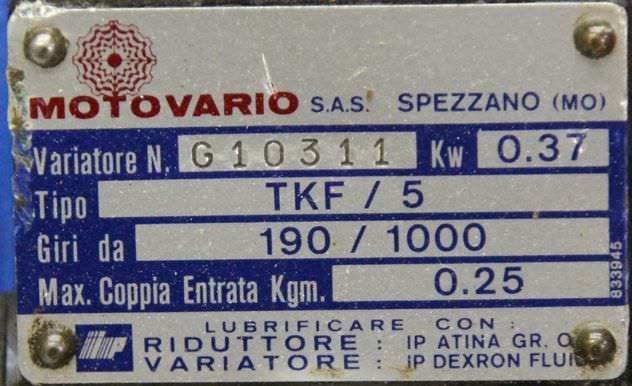 MOTOVARIO S.A.S. SPEZZANO (MO)
Variatore N. G10311 Kw 0.37
Tipo TKF / 5
Giri da 190 / 1000
Max. Coppia Entrata Kgm. 0.25
833945
LUBRIFICARE CON :
RIDUTTORE : IP ATINA GR. 0
VARIATORE : IP DEXRON FLUID